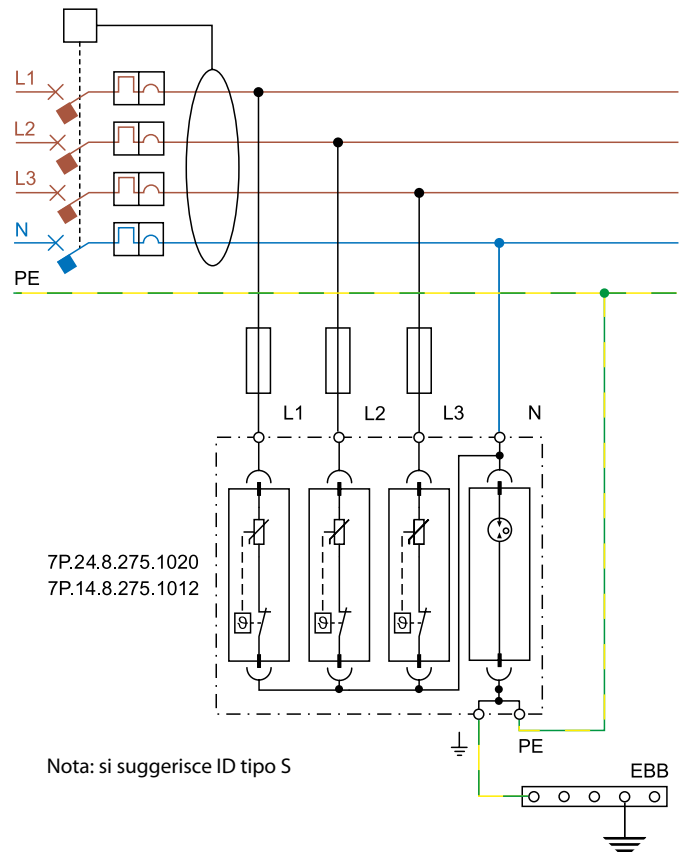 L1
L2
L3
N
PE
L1 L2 L3 N
7P.24.8.275.1020
7P.14.8.275.1012
ϑ ϑ ϑ
PE
Nota: si suggerisce ID tipo S
EBB